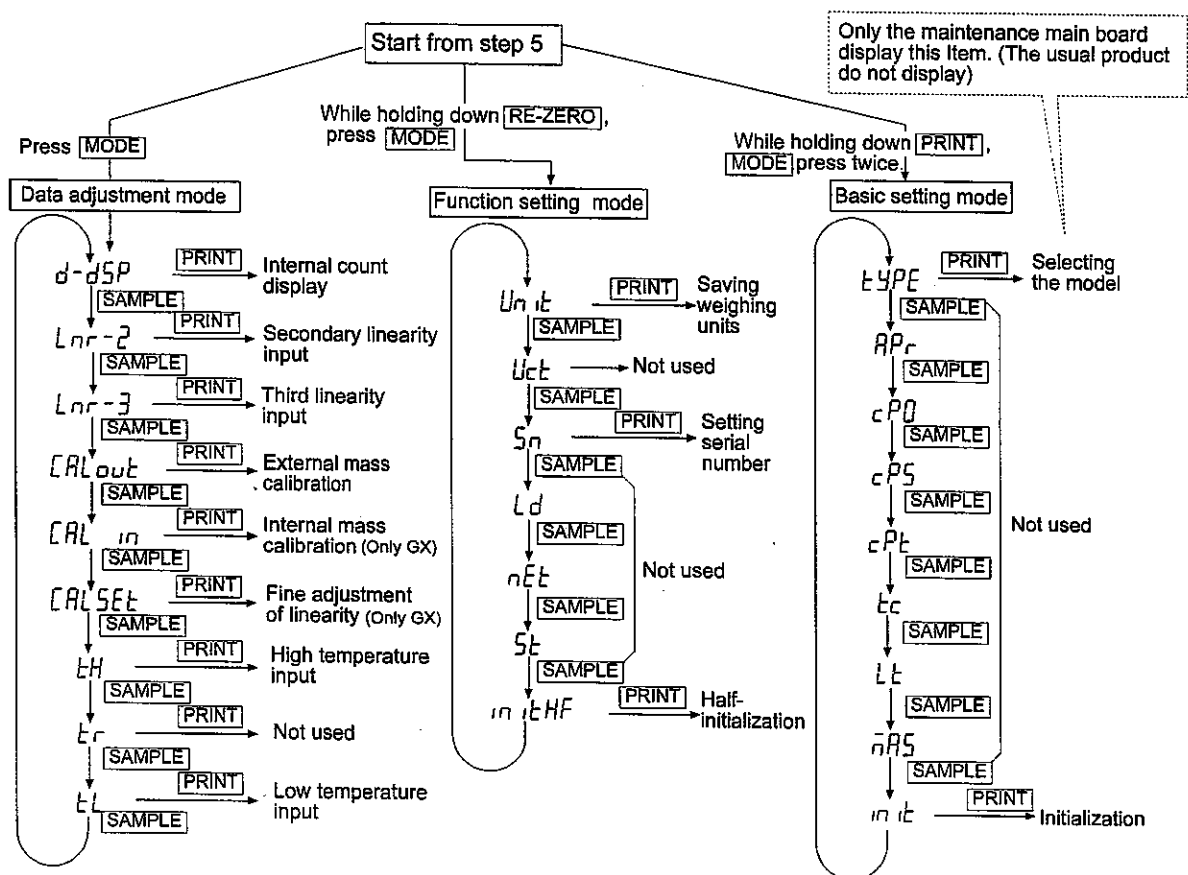 Start from step 5
Only the maintenance main board
display this Item. (The usual product
do not display)
Press MODE
While holding down RE-ZERO,
press MODE
While holding down PRINT,
MODE press twice.
Data adjustment mode
d-dSP
PRINT
Internal count
display
SAMPLE
Lnr-2
PRINT
Secondary linearity
input
SAMPLE
Lnr-3
PRINT
Third linearity
input
SAMPLE
CALout
PRINT
External mass
calibration
SAMPLE
CAL in
PRINT
Internal mass
calibration (Only GX)
SAMPLE
CALSEt
PRINT
Fine adjustment
of linearity (Only GX)
SAMPLE
tH
PRINT
High temperature
input
SAMPLE
tr
PRINT
Not used
SAMPLE
tL
PRINT
Low temperature
input
SAMPLE
Function setting mode
Unit
PRINT
Saving
weighing
units
SAMPLE
Uct
Not used
SAMPLE
Sn
PRINT
Setting
serial
number
SAMPLE
Ld
SAMPLE
nEt
Not used
SAMPLE
St
SAMPLE
initHF
PRINT
Half-
initialization
Basic setting mode
tYPE
PRINT
Selecting
the model
SAMPLE
APr
SAMPLE
cP0
SAMPLE
cPS
SAMPLE
Not used
cPt
SAMPLE
tc
SAMPLE
Lt
SAMPLE
mAS
SAMPLE
init
PRINT
Initialization